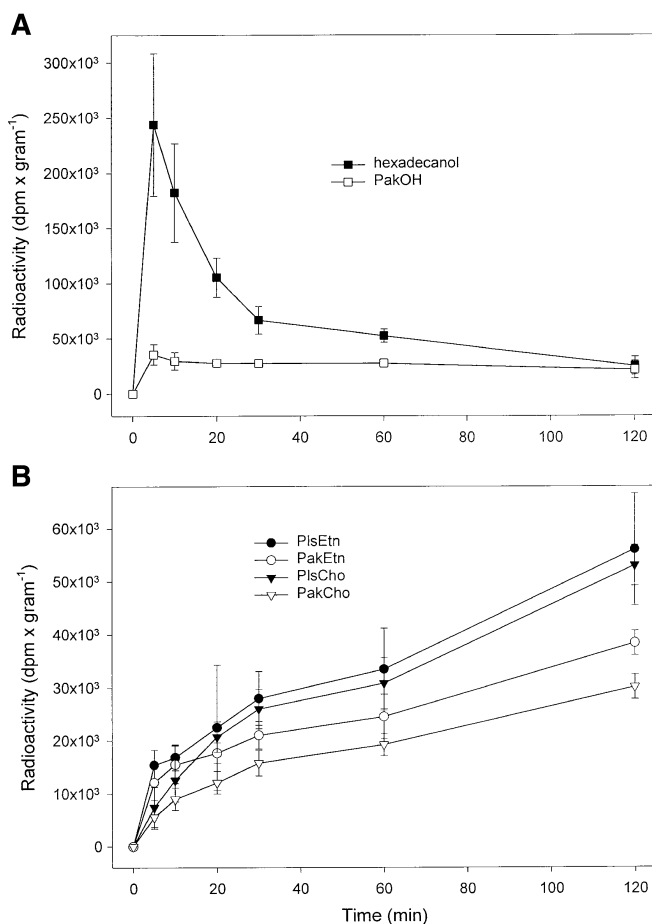 A
Radioactivity (dpm x gram⁻¹)
300x10³
250x10³
200x10³
150x10³
100x10³
50x10³
0
hexadecanol
PakOH
0 20 40 60 80 100 120
B
Radioactivity (dpm x gram⁻¹)
60x10³
50x10³
40x10³
30x10³
20x10³
10x10³
0
PlsEtn
PakEtn
PlsCho
PakCho
0 20 40 60 80 100 120
Time (min)